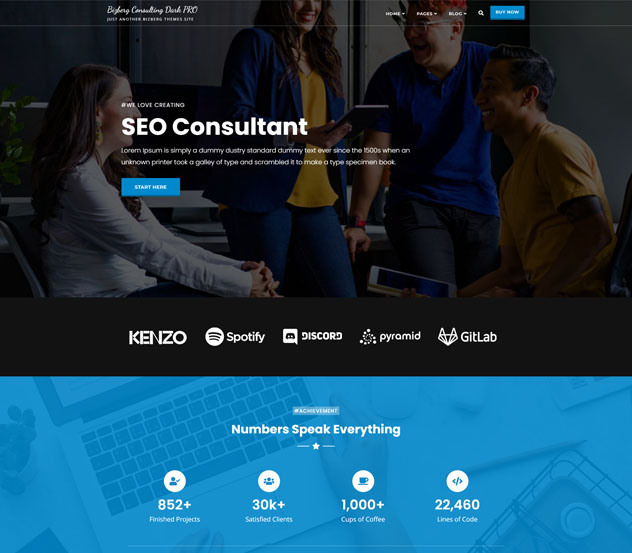 Bizberg Consulting Dark PRO
JUST ANOTHER BIZBERG THEMES SITE
HOME PAGES BLOG BUY NOW
#WE LOVE CREATING
SEO Consultant
Lorem Ipsum is simply a dummy dustry standard dummy text ever since the 1500s when an
unknown printer took a galley of type and scrambled it to make a type specimen book.
START HERE
KENZO Spotify DISCORD pyramid GitLab
#ACHIEVEMENT
Numbers Speak Everything
852+ 30k+ 1,000+ 22,460
Finished Projects Satisfied Clients Cups of Coffee Lines of Code